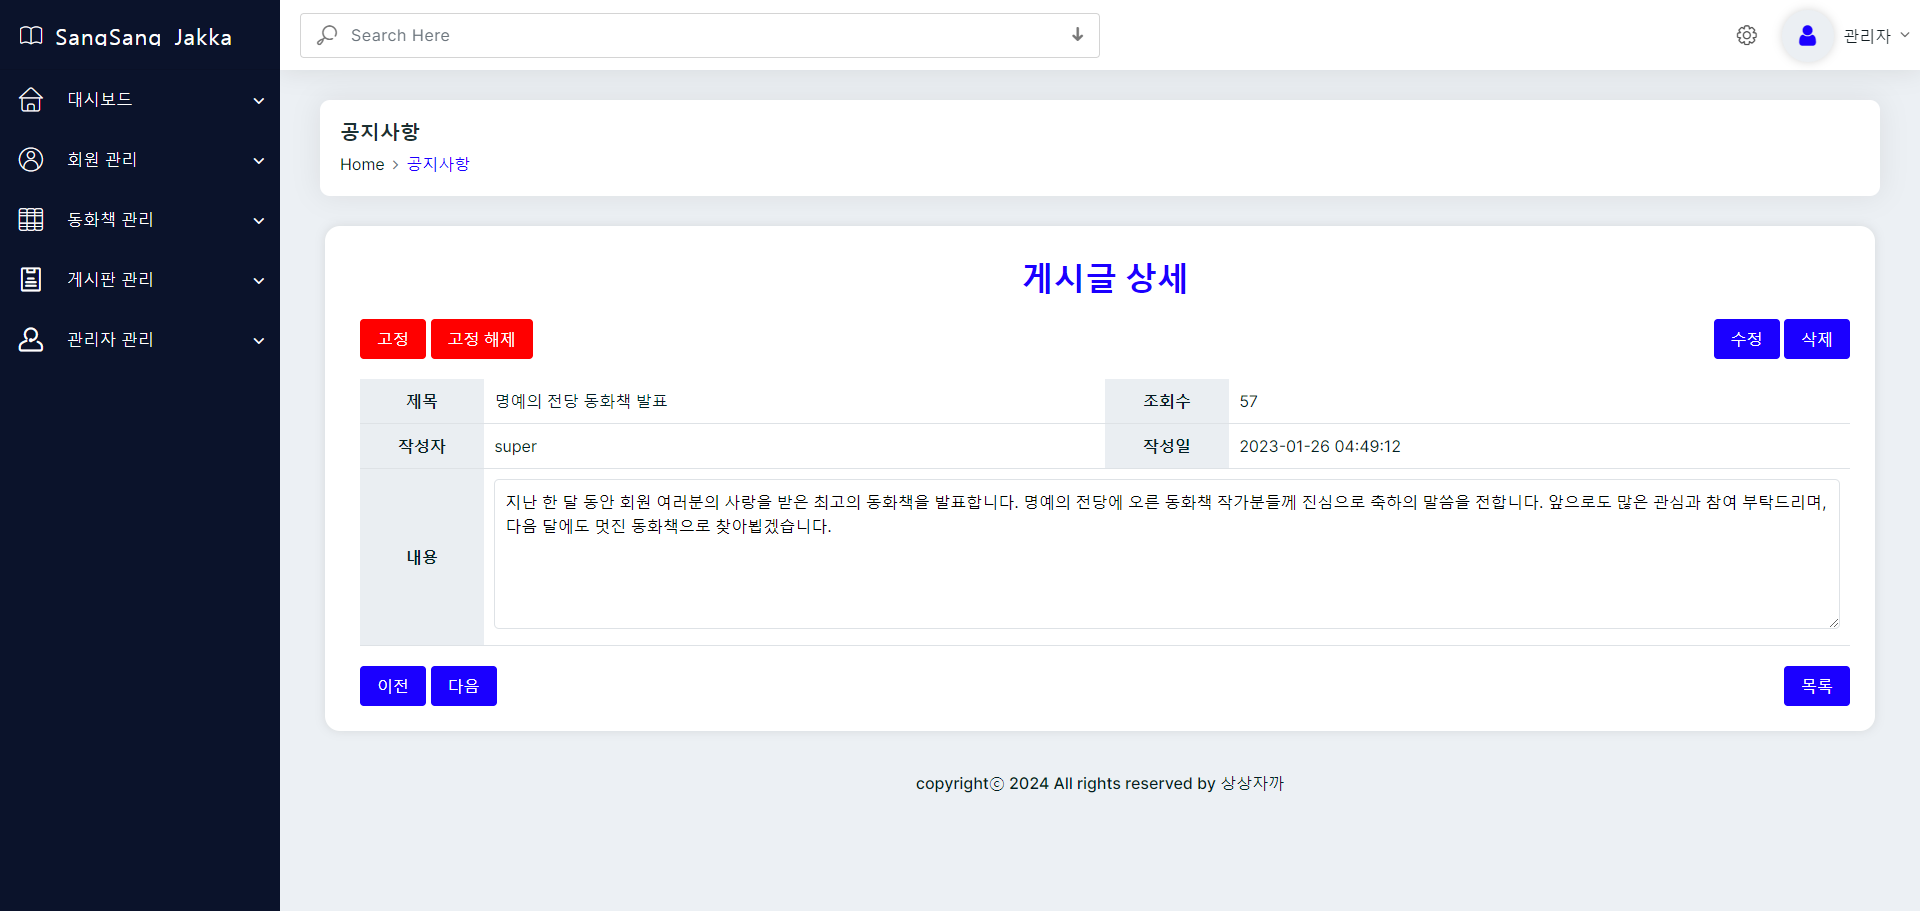 SangSang Jakka
대시보드
회원 관리
동화책 관리
게시판 관리
관리자 관리
Search Here
관리자
공지사항
Home > 공지사항
게시글 상세
고정 고정 해제 수정 삭제
제목 명예의 전당 동화책 발표 조회수 57
작성자 super 작성일 2023-01-26 04:49:12
내용
지난 한 달 동안 회원 여러분의 사랑을 받은 최고의 동화책을 발표합니다. 명예의 전당에 오른 동화책 작가분들께 진심으로 축하의 말씀을 전합니다. 앞으로도 많은 관심과 참여 부탁드리며,
다음 달에도 멋진 동화책으로 찾아뵙겠습니다.
이전 다음 목록
copyrightⓒ 2024 All rights reserved by 상상자까